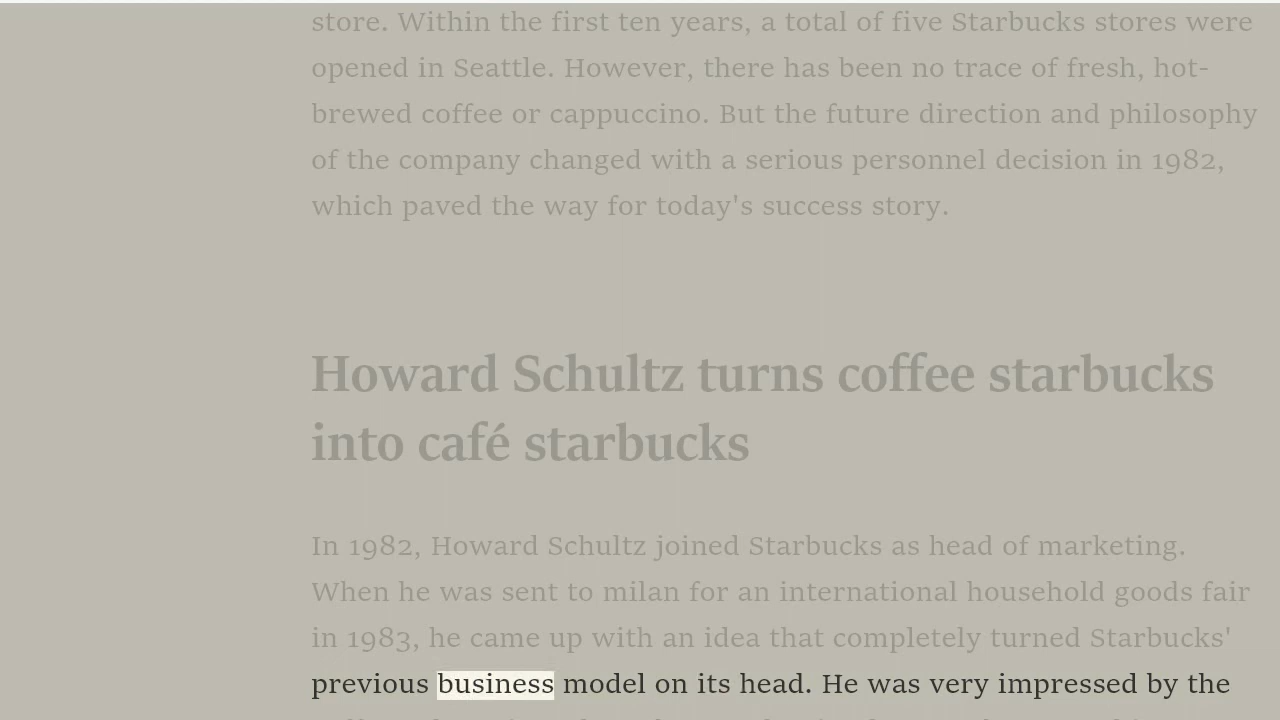 store. Within the first ten years, a total of five Starbucks stores were
opened in Seattle. However, there has been no trace of fresh, hot-
brewed coffee or cappuccino. But the future direction and philosophy
of the company changed with a serious personnel decision in 1982,
which paved the way for today's success story.
Howard Schultz turns coffee starbucks
into café starbucks
In 1982, Howard Schultz joined Starbucks as head of marketing.
When he was sent to milan for an international household goods fair
in 1983, he came up with an idea that completely turned Starbucks'
previous business model on its head. He was very impressed by the